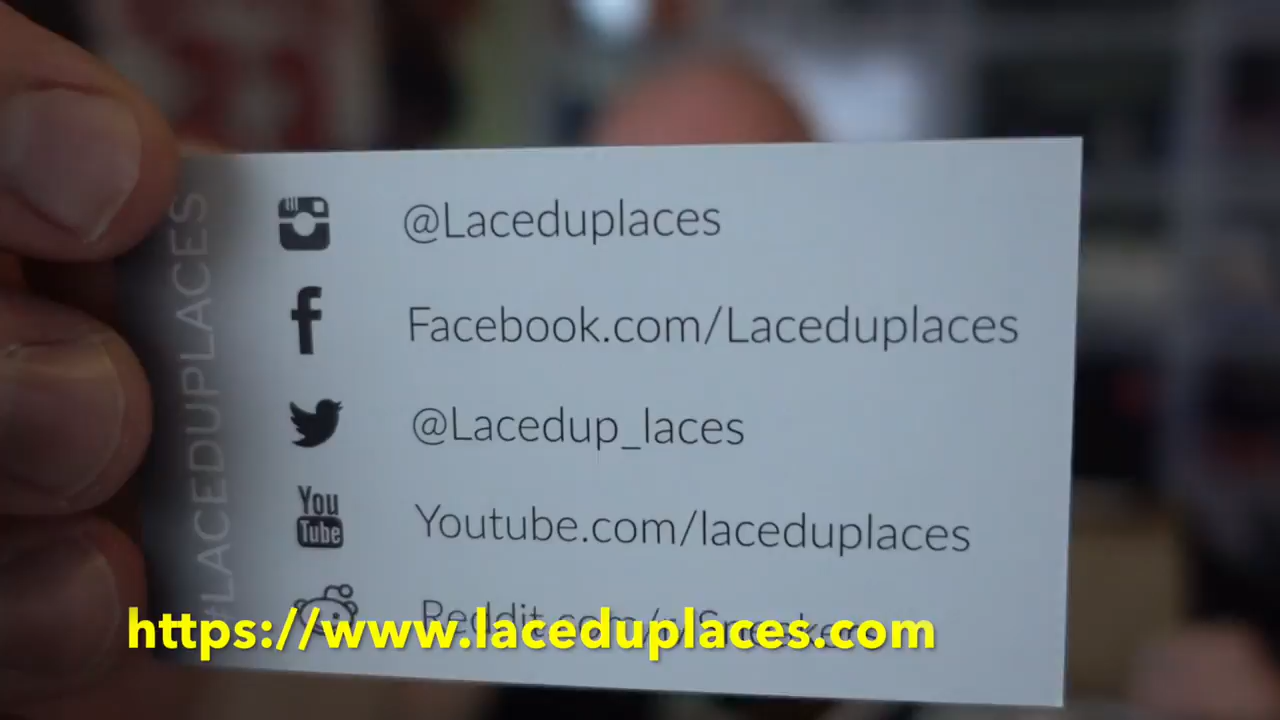 #LACEDUPLACES
@Laceduplaces
Facebook.com/Laceduplaces
@Lacedup_laces
You
Tube
Youtube.com/laceduplaces
https://www.laceduplaces.com